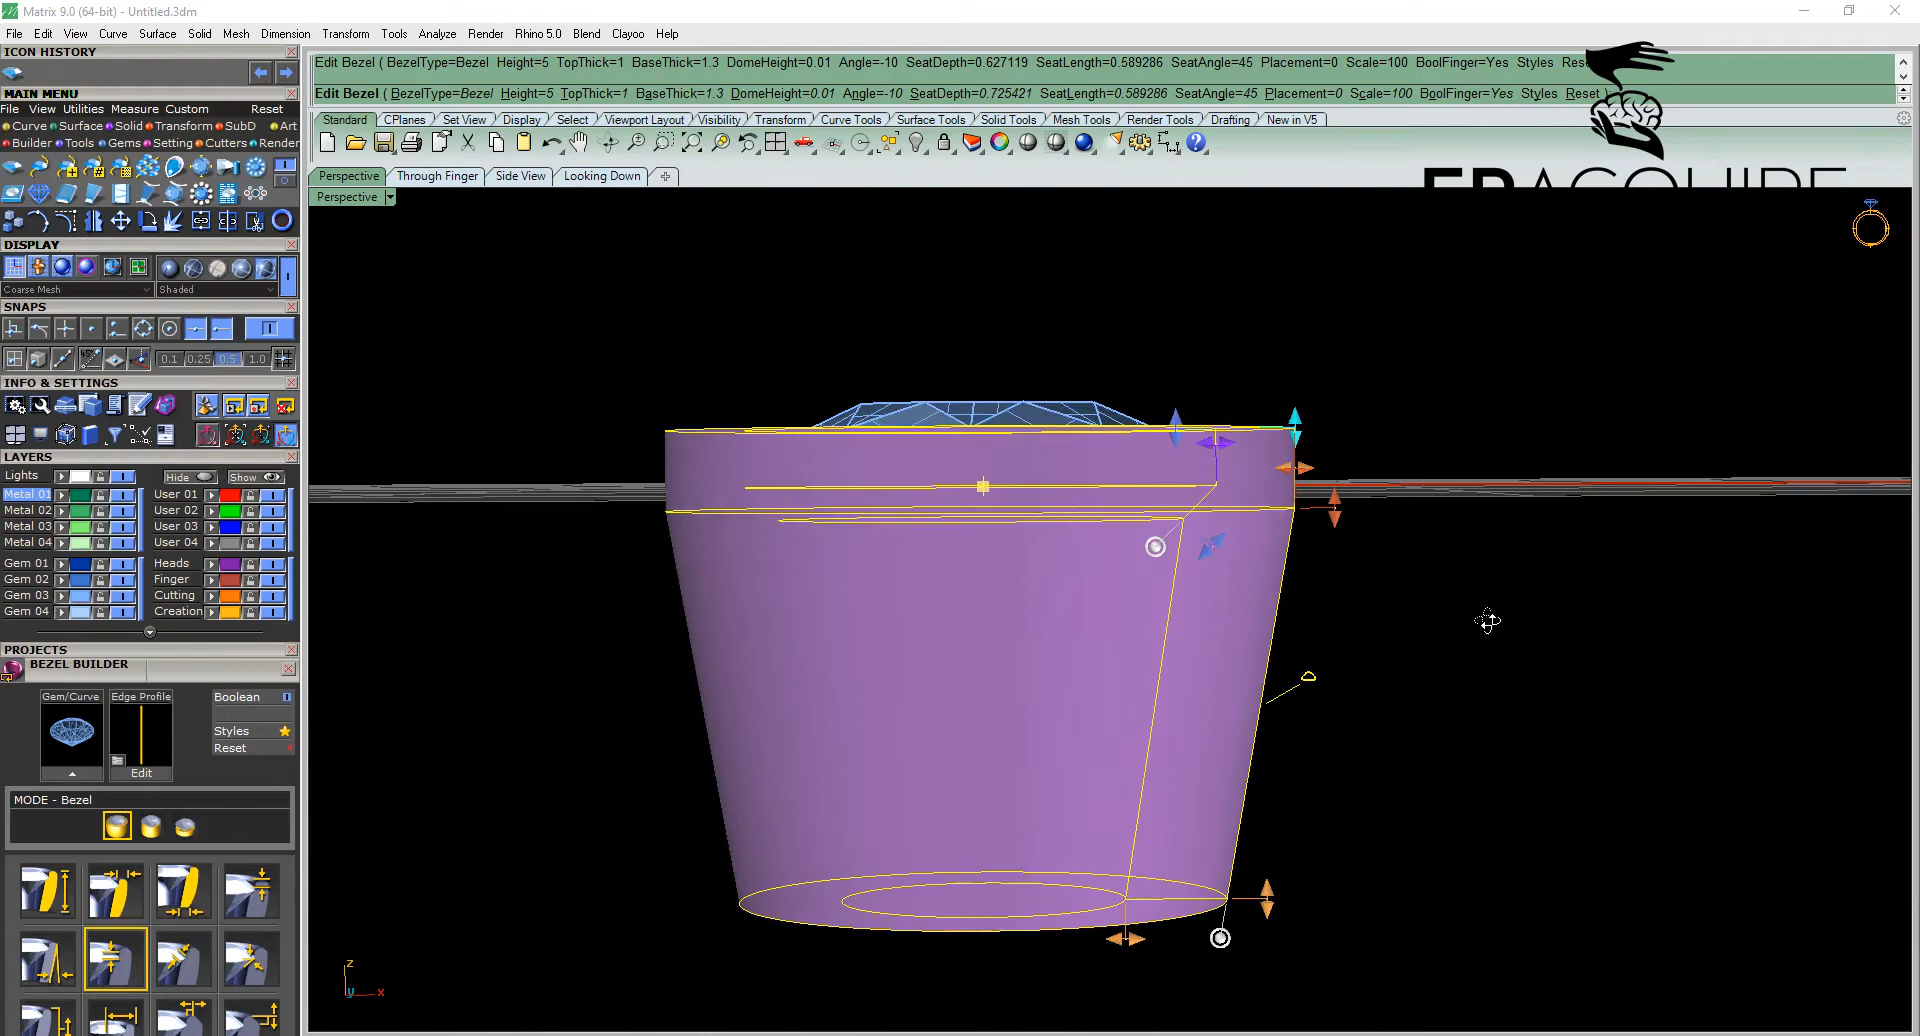 Matrix 9.0 (64-bit) - Untitled.3dm
File Edit View Curve Surface Solid Mesh Dimension Transform Tools Analyze Render Rhino 5.0 Blend Clayoo Help
ICON HISTORY
MAIN MENU
File View Utilities Measure Custom Reset
Curve Surface Solid Transform SubD Art
Builder Tools Gems Setting Cutters Render
DISPLAY
Coarse Mesh Shaded
SNAPS
0.1 0.25 0.5 1.0
INFO & SETTINGS
LAYERS
Lights Hide Show
Metal 01 User 01
Metal 02 User 02
Metal 03 User 03
Metal 04 User 04
Gem 01 Heads
Gem 02 Finger
Gem 03 Cutting
Gem 04 Creation
PROJECTS
BEZEL BUILDER
Gem/Curve Edge Profile Boolean
Styles
Reset
Edit
MODE - Bezel
Edit Bezel ( BezelType=Bezel Height=5 TopThick=1 BaseThick=1.3 DomeHeight=0.01 Angle=-10 SeatDepth=0.627119 SeatLength=0.589286 SeatAngle=45 Placement=0 Scale=100 BoolFinger=Yes Styles
Edit Bezel ( BezelType=Bezel Height=5 TopThick=1 BaseThick=1.3 DomeHeight=0.01 Angle=-10 SeatDepth=0.725421 SeatLength=0.589286 SeatAngle=45 Placement=0 Scale=100 BoolFinger=Yes Styles Reset )
Standard CPlanes Set View Display Select Viewport Layout Visibility Transform Curve Tools Surface Tools Solid Tools Mesh Tools Render Tools Drafting New in V5
Perspective Through Finger Side View Looking Down
Perspective
z
y x